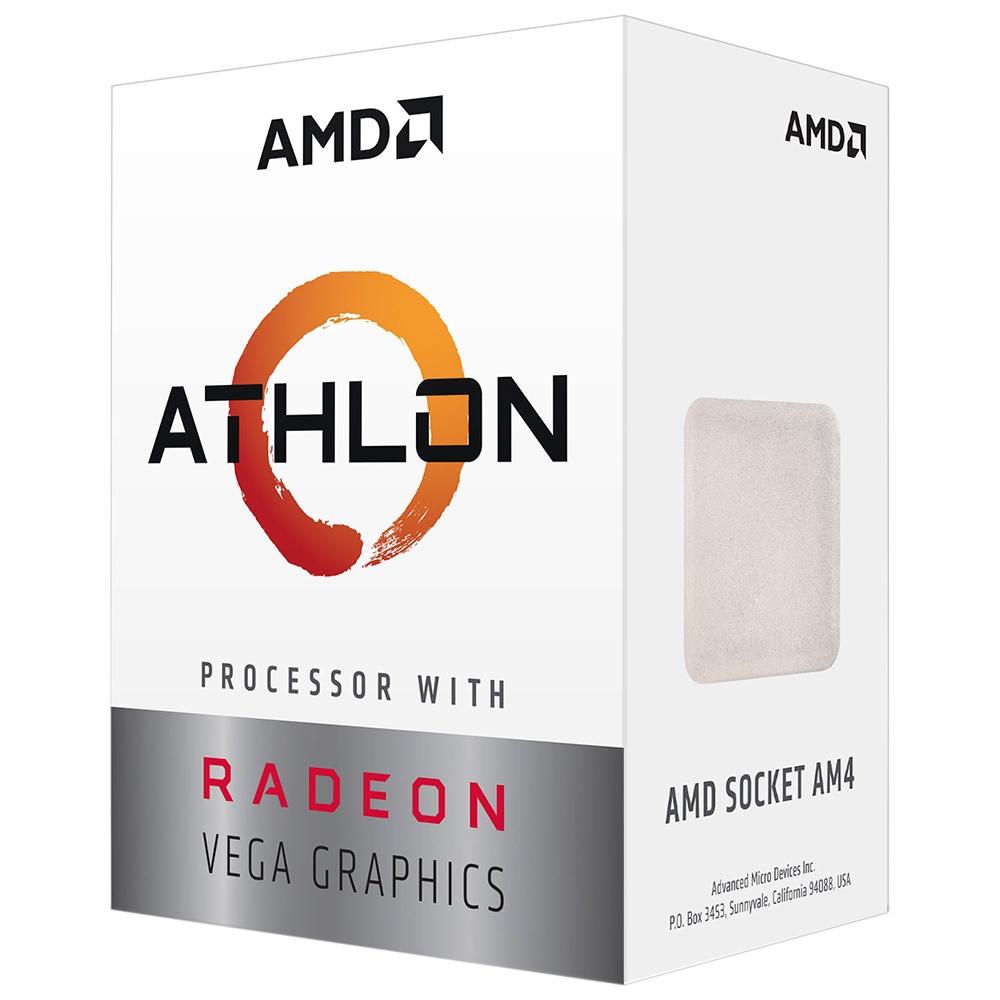 AMD
ATHLON
PROCESSOR WITH
RADEON
VEGA GRAPHICS
AMD
AMD SOCKET AM4
Advanced Micro Devices Inc.
P.O. Box 3453, Sunnyvale, California 94088, USA